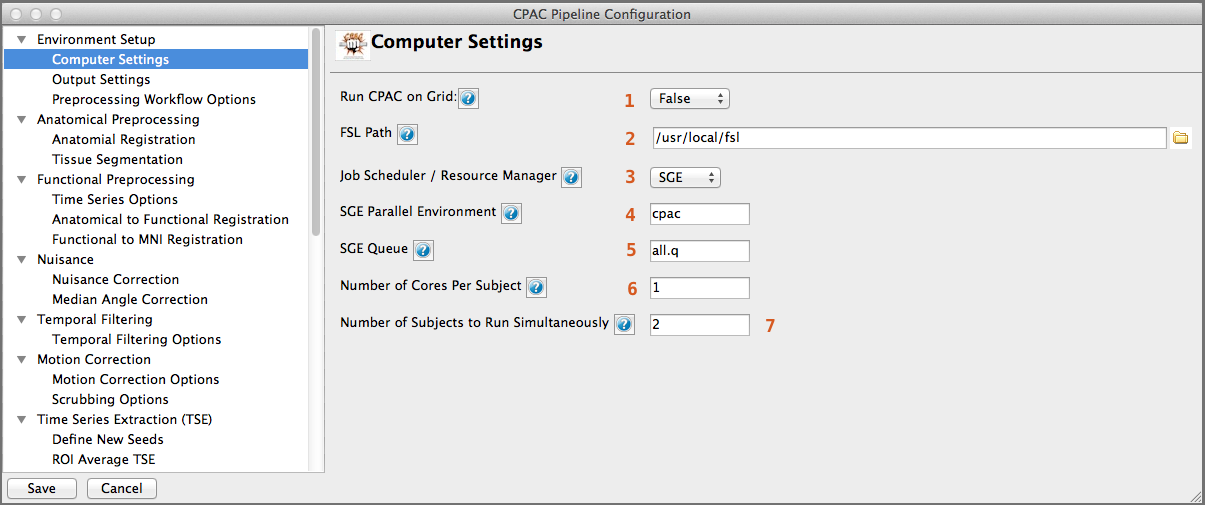 CPAC Pipeline Configuration
Environment Setup
Computer Settings
Output Settings
Preprocessing Workflow Options
Anatomical Preprocessing
Anatomial Registration
Tissue Segmentation
Functional Preprocessing
Time Series Options
Anatomical to Functional Registration
Functional to MNI Registration
Nuisance
Nuisance Correction
Median Angle Correction
Temporal Filtering
Temporal Filtering Options
Motion Correction
Motion Correction Options
Scrubbing Options
Time Series Extraction (TSE)
Define New Seeds
ROI Average TSE
Save Cancel
Computer Settings
Run CPAC on Grid: ? 1 False
FSL Path ? 2 /usr/local/fsl
Job Scheduler / Resource Manager ? 3 SGE
SGE Parallel Environment ? 4 cpac
SGE Queue ? 5 all.q
Number of Cores Per Subject ? 6 1
Number of Subjects to Run Simultaneously ? 2 7